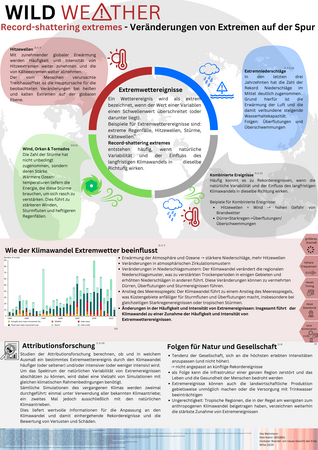 WILD WEATHER
Record-shattering extremes - Veränderungen von Extremen auf der Spur
Hitzewellen
Mit zunehmender globaler Erwärmung
werden Häufigkeit und Intensität von
Hitzeextremen weiter zunehmen und die
von Kälteextremen weiter abnehmen.
Der vom Menschen verursachte
Treibhauseffekt ist die Hauptursache für die
beobachteten Veränderungen bei heißen
und kalten Extremen auf der globalen
Ebene.
Extremwetterereignisse
Ein Wetterereignis wird als extrem
bezeichnet, wenn der Wert einer Variablen
einen Schwellenwert überschreitet (oder
darunter liegt).
Beispiele für Extremwetterereignisse sind
extreme Regenfälle, Hitzewellen, Stürme,
Kältewellen.
Record-shattering extremes
entstehen häufig, wenn natürliche
Variabilität und der Einfluss des
langfristigen Klimawandels in dieselbe
Richtung wirken.
Extremniederschläge
In den letzten drei
Jahrzehnten hat die Zahl der
Rekord Niederschläge im
Mittel deutlich zugenommen.
Grund hierfür ist die
Erwärmung der Luft und die
damit verbundene steigende
Wasserhaltekapazität.
Folgen: Überflutungen und
Überschwemmungen
Wind, Orkan & Tornados
Die Zahl der Stürme hat
nicht unbedingt
zugenommen, sondern
deren Stärke.
Wärmere Ozean-
temperaturen liefern die
Energie, die diese Stürme
brauchen, um sich rasch zu
verstärken. Dies führt zu
stärkeren Winden,
Sturmfluten und heftigeren
Regenfällen.
Kombinierte Ereignisse
Häufig kommt es zu Rekordereignissen, wenn die
natürliche Variabilität und der Einfluss des langfristigen
Klimawandels in dieselbe Richtung wirken.
Beispiele für Kombinierte Ereignisse:
Hitzewellen + Wind → hohen Gefahr von
Brandwetter
Dürren+Starkregen→Überflutungen/
Überschwemmungen
Wie der Klimawandel Extremwetter beeinflusst
Erwärmung der Atmosphäre und Ozeane → stärkere Niederschläge, mehr Hitzewellen
Veränderungen in atmosphärischen Zirkulationsmustern
Veränderungen in Niederschlagsmustern: Der Klimawandel verändert die regionalen
Niederschlagsmuster, was zu verstärkten Trockenperioden in einigen Gebieten und
erhöhten Niederschlägen in anderen führt. Diese Veränderungen können zu vermehrten
Dürren, Überflutungen und Sturmereignissen führen.
Anstieg des Meeresspiegels: Der Klimawandel führt zu einem Anstieg des Meeresspiegels,
was Küstengebiete anfälliger für Sturmfluten und Überflutungen macht, insbesondere bei
gleichzeitigen Starkregenereignissen oder tropischen Stürmen
Änderungen in der Häufigkeit und Intensität von Extremereignissen: Insgesamt führt der
Klimawandel zu einer Zunahme der Häufigkeit und Intensität von
Extremwetterereignissen.
Attributionsforschung
Studien der Attributionsforschung berechnen, ob und in welchem
Ausmaß ein bestimmtes Extremwetterereignis durch den Klimawandel
häufiger (oder seltener) und/oder intensiver (oder weniger intensiv) wird.
Um das Spektrum der natürlichen Variabilität von Extremereignissen
abschätzen zu können, wird dabei eine Vielzahl von Simulationen mit
gleichen klimatischen Rahmenbedingungen benötigt.
Sämtliche Simulationen des vergangenen Klimas werden zweimal
durchgeführt: einmal unter Verwendung aller bekannten Klimaantriebe;
ein zweites Mal jedoch ausschließlich mit den natürlichen
Klimaantrieben.
Dies liefert wertvolle Informationen für die Anpassung an den
Klimawandel und damit einhergehende Rekordereignisse und die
Bewertung von Verlusten und Schäden.
Folgen für Natur und Gesellschaft
Tendenz der Gesellschaft, sich an die höchsten erlebten Intensitäten
anzupassen (und nicht höher).
→ nicht angepasst an künftige Rekordereignisse
als Folge kann die Infrastruktur einer ganzen Region zerstört und das
Leben und die Gesundheit der Menschen bedroht werden
Extremereignisse können auch die landwirtschaftliche Produktion
gebietsweise unmöglich machen oder die Versorgung mit Trinkwasser
beeinträchtigen
Ungerechtigkeit: Tropische Regionen, die in der Regel am wenigsten zum
anthropogenen Klimawandel beigetragen haben, verzeichnen weiterhin
die stärkste Zunahme von Extremereignissen